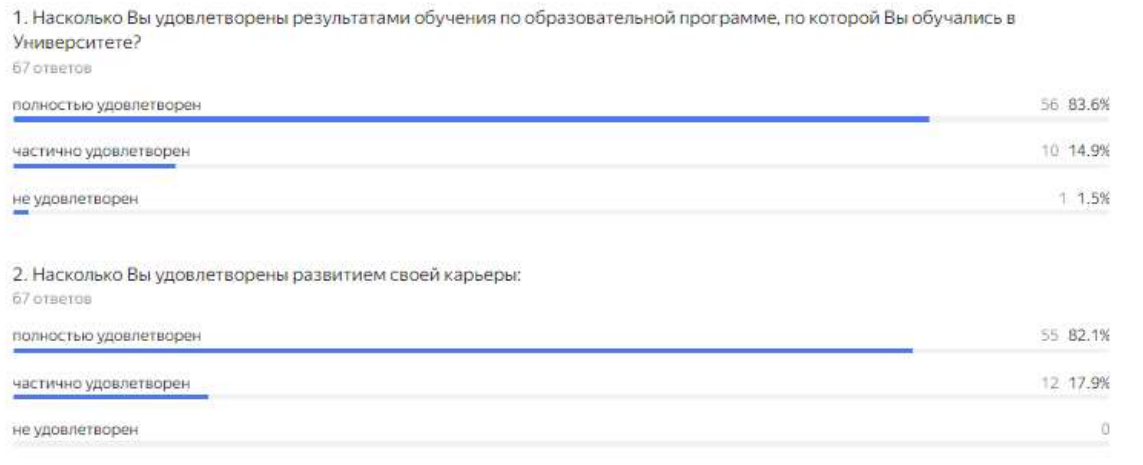 1. Насколько Вы удовлетворены результатами обучения по образовательной программе, по которой Вы обучались в
Университете?
67 ответов
полностью удовлетворен 56 83.6%
частично удовлетворен 10 14.9%
не удовлетворен 1 1.5%
2. Насколько Вы удовлетворены развитием своей карьеры:
67 ответов
полностью удовлетворен 55 82.1%
частично удовлетворен 12 17.9%
не удовлетворен 0